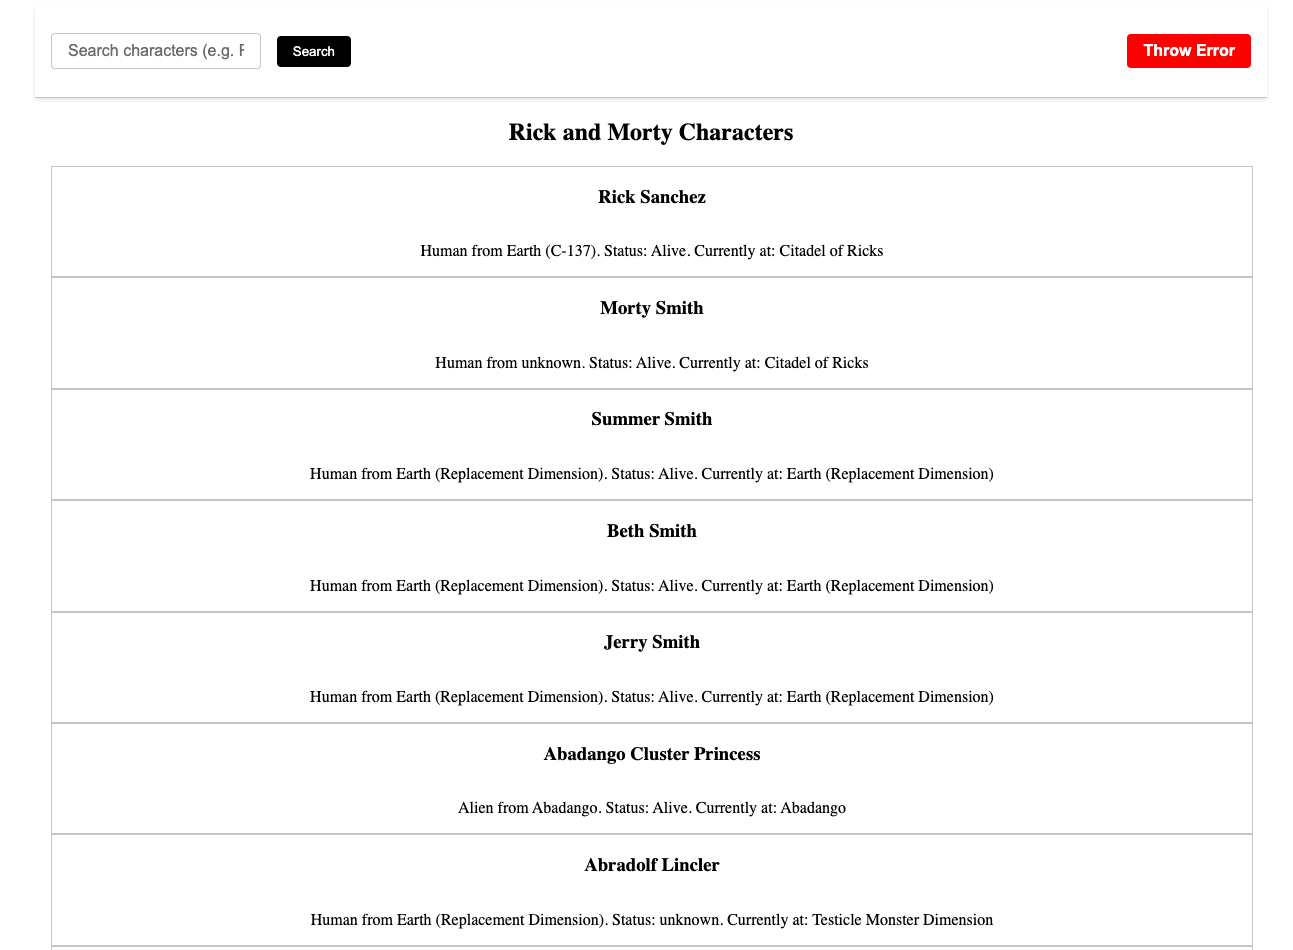 Search characters (e.g. Search Throw Error
Rick and Morty Characters
Rick Sanchez
Human from Earth (C-137). Status: Alive. Currently at: Citadel of Ricks
Morty Smith
Human from unknown. Status: Alive. Currently at: Citadel of Ricks
Summer Smith
Human from Earth (Replacement Dimension). Status: Alive. Currently at: Earth (Replacement Dimension)
Beth Smith
Human from Earth (Replacement Dimension). Status: Alive. Currently at: Earth (Replacement Dimension)
Jerry Smith
Human from Earth (Replacement Dimension). Status: Alive. Currently at: Earth (Replacement Dimension)
Abadango Cluster Princess
Alien from Abadango. Status: Alive. Currently at: Abadango
Abradolf Lincler
Human from Earth (Replacement Dimension). Status: unknown. Currently at: Testicle Monster Dimension